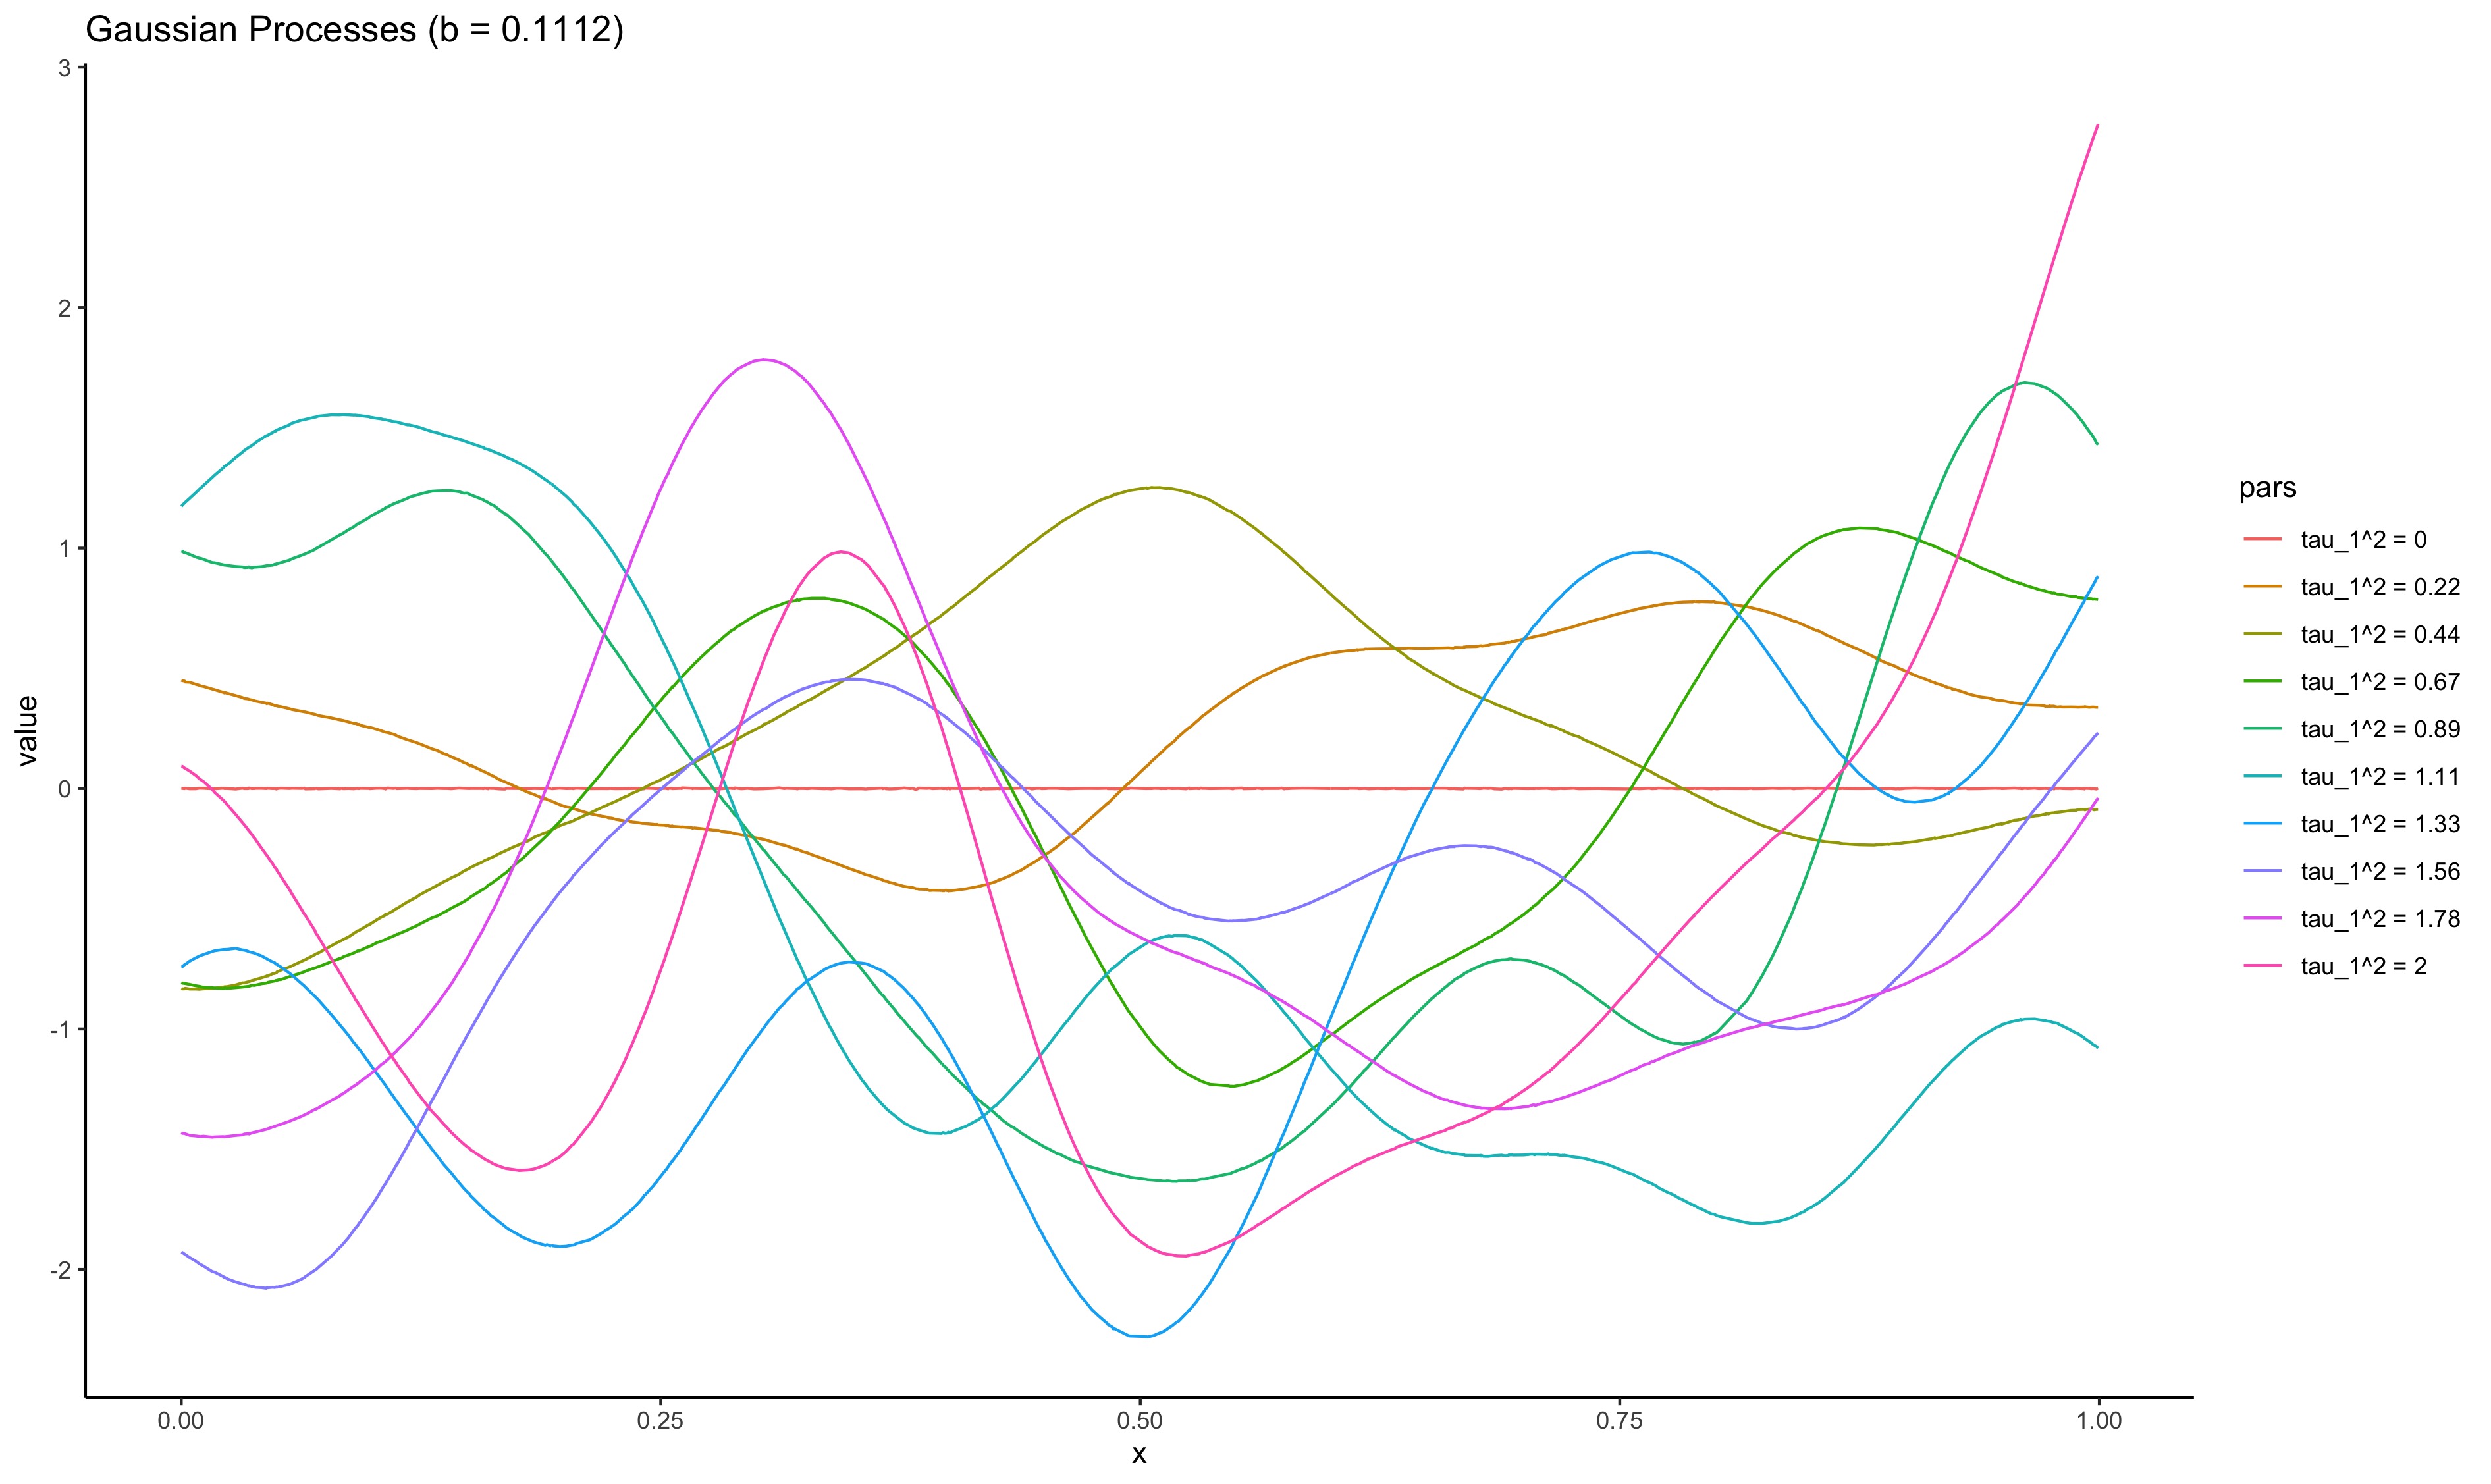 Gaussian Processes (b = 0.1112)
3
2
1
0
-1
-2
value
0.00
0.25
0.50
0.75
1.00
x
pars
tau_1^2 = 0
tau_1^2 = 0.22
tau_1^2 = 0.44
tau_1^2 = 0.67
tau_1^2 = 0.89
tau_1^2 = 1.11
tau_1^2 = 1.33
tau_1^2 = 1.56
tau_1^2 = 1.78
tau_1^2 = 2